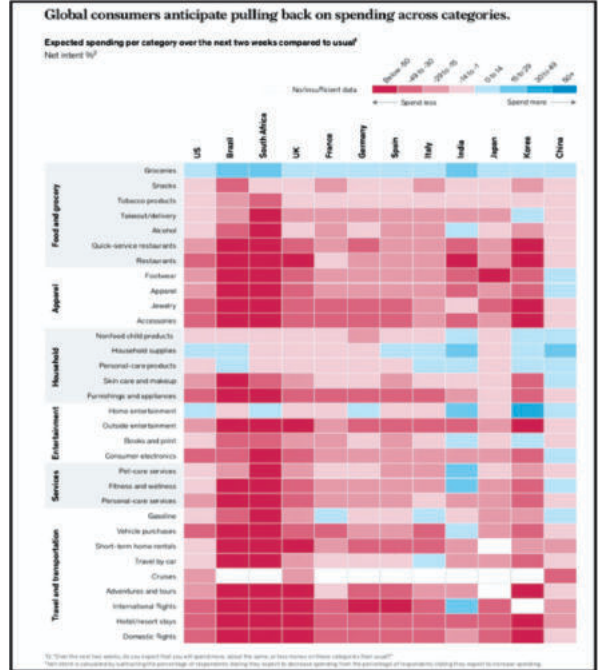 Global consumers anticipate pulling back on spending across categories.
Expected spending per category over the next two weeks compared to usual¹
Net intent %²
No/insufficient data
Below -50
-49 to -30
-29 to -15
-14 to -1
0 to 14
15 to 29
30 to 49
50+
Spend less
Spend more
US
Brazil
South Africa
UK
France
Germany
Spain
Italy
India
Japan
Korea
China
Food and grocery
Groceries
Snacks
Tobacco products
Takeout/delivery
Alcohol
Quick-service restaurants
Restaurants
Apparel
Footwear
Apparel
Jewelry
Accessories
Household
Nonfood child products
Household supplies
Personal-care products
Skin care and makeup
Furnishings and appliances
Entertainment
Home entertainment
Outside entertainment
Books and print
Consumer electronics
Services
Pet-care services
Fitness and wellness
Personal-care services
Travel and transportation
Gasoline
Vehicle purchases
Short-term home rentals
Travel by car
Cruises
Adventures and tours
International flights
Hotel/resort stays
Domestic flights